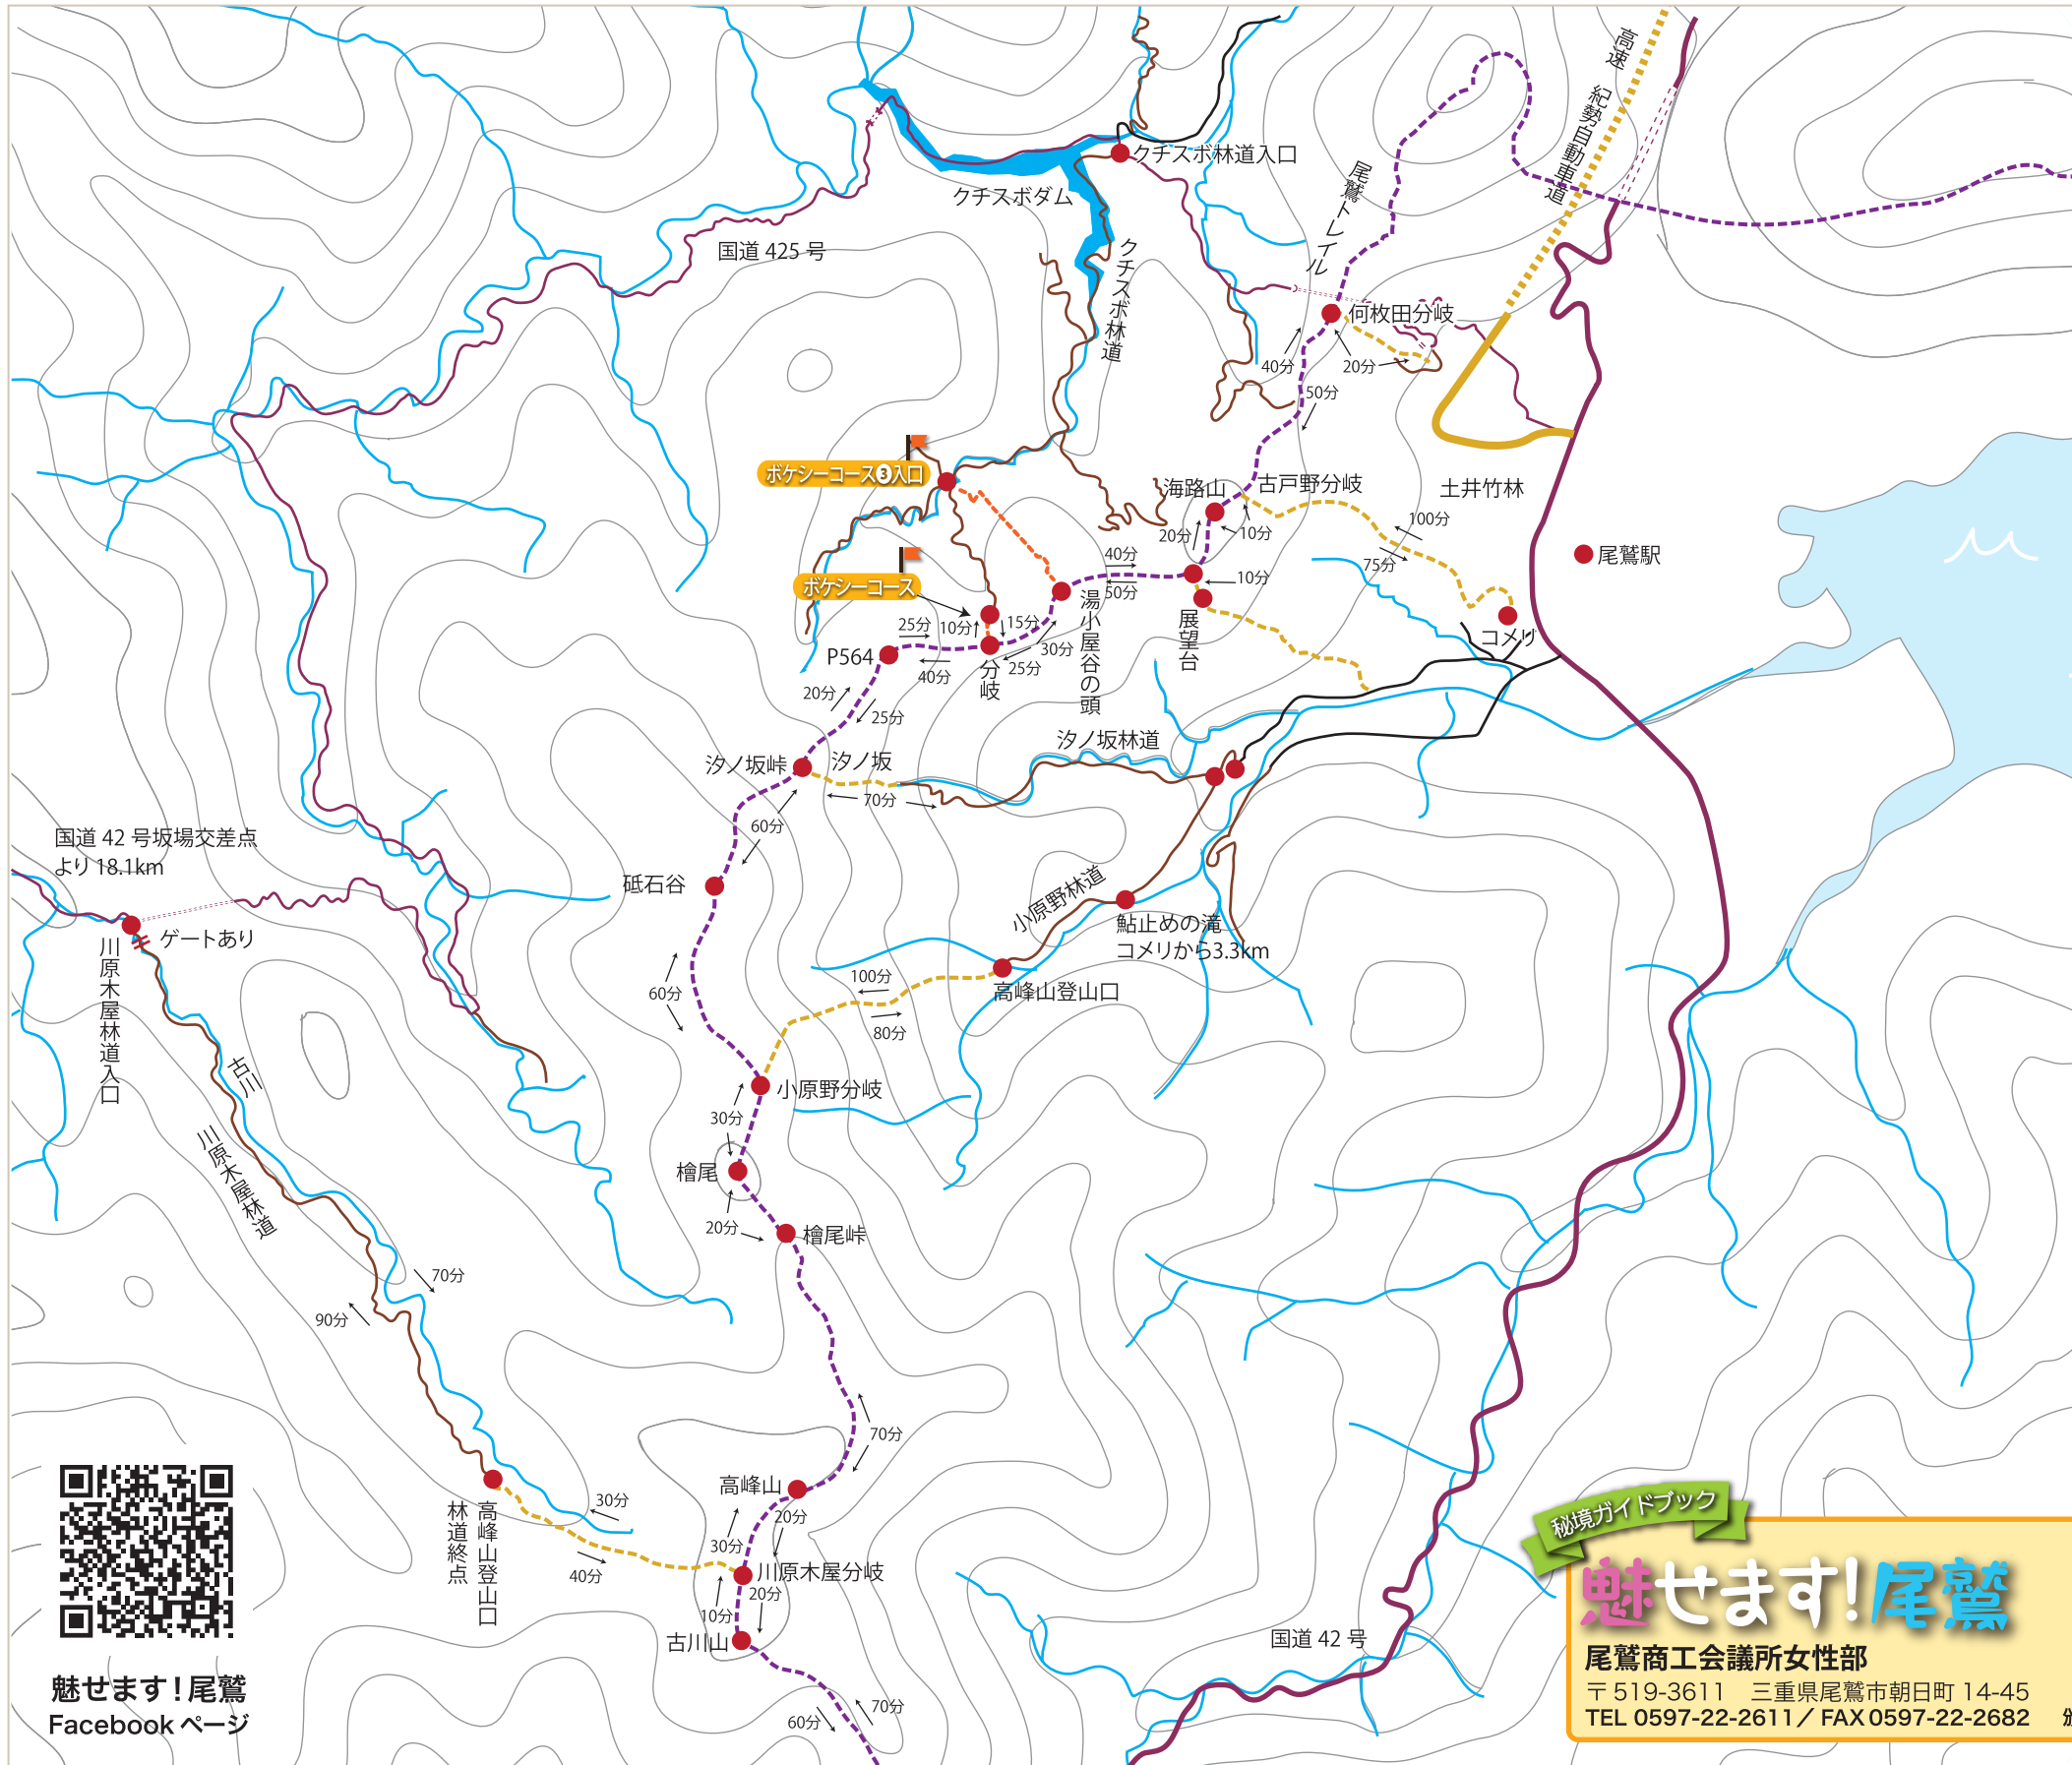 高速 紀勢自動車道
クチスボ林道入口
クチスボダム
尾鷲トレイル
国道 425 号
クチスボ林道
何枚田分岐
40分
20分
50分
ボケシーコース❸入口
海路山
古戸野分岐
土井竹林
100分
20分
10分
75分
尾鷲駅
40分
50分
10分
ボケシーコース
湯小屋谷の頭
展望台
コメリ
25分
10分
15分
30分
P564
40分
分岐
25分
20分
25分
汐ノ坂林道
汐ノ坂峠
汐ノ坂
70分
60分
国道 42 号坂場交差点
より 18.1km
砥石谷
小原野林道
鮎止めの滝
コメリから3.3km
ゲートあり
川原木屋林道入口
60分
100分
高峰山登山口
80分
古川
小原野分岐
30分
川原木屋林道
檜尾
20分
檜尾峠
70分
90分
70分
高峰山
20分
30分
30分
高峰山登山口
林道終点
40分
川原木屋分岐
10分
20分
古川山
国道 42 号
60分
70分
魅せます!尾鷲
Facebook ページ
秘境ガイドブック
魅せます!尾鷲
尾鷲商工会議所女性部
〒 519-3611 三重県尾鷲市朝日町 14-45
TEL 0597-22-2611／ FAX 0597-22-2682